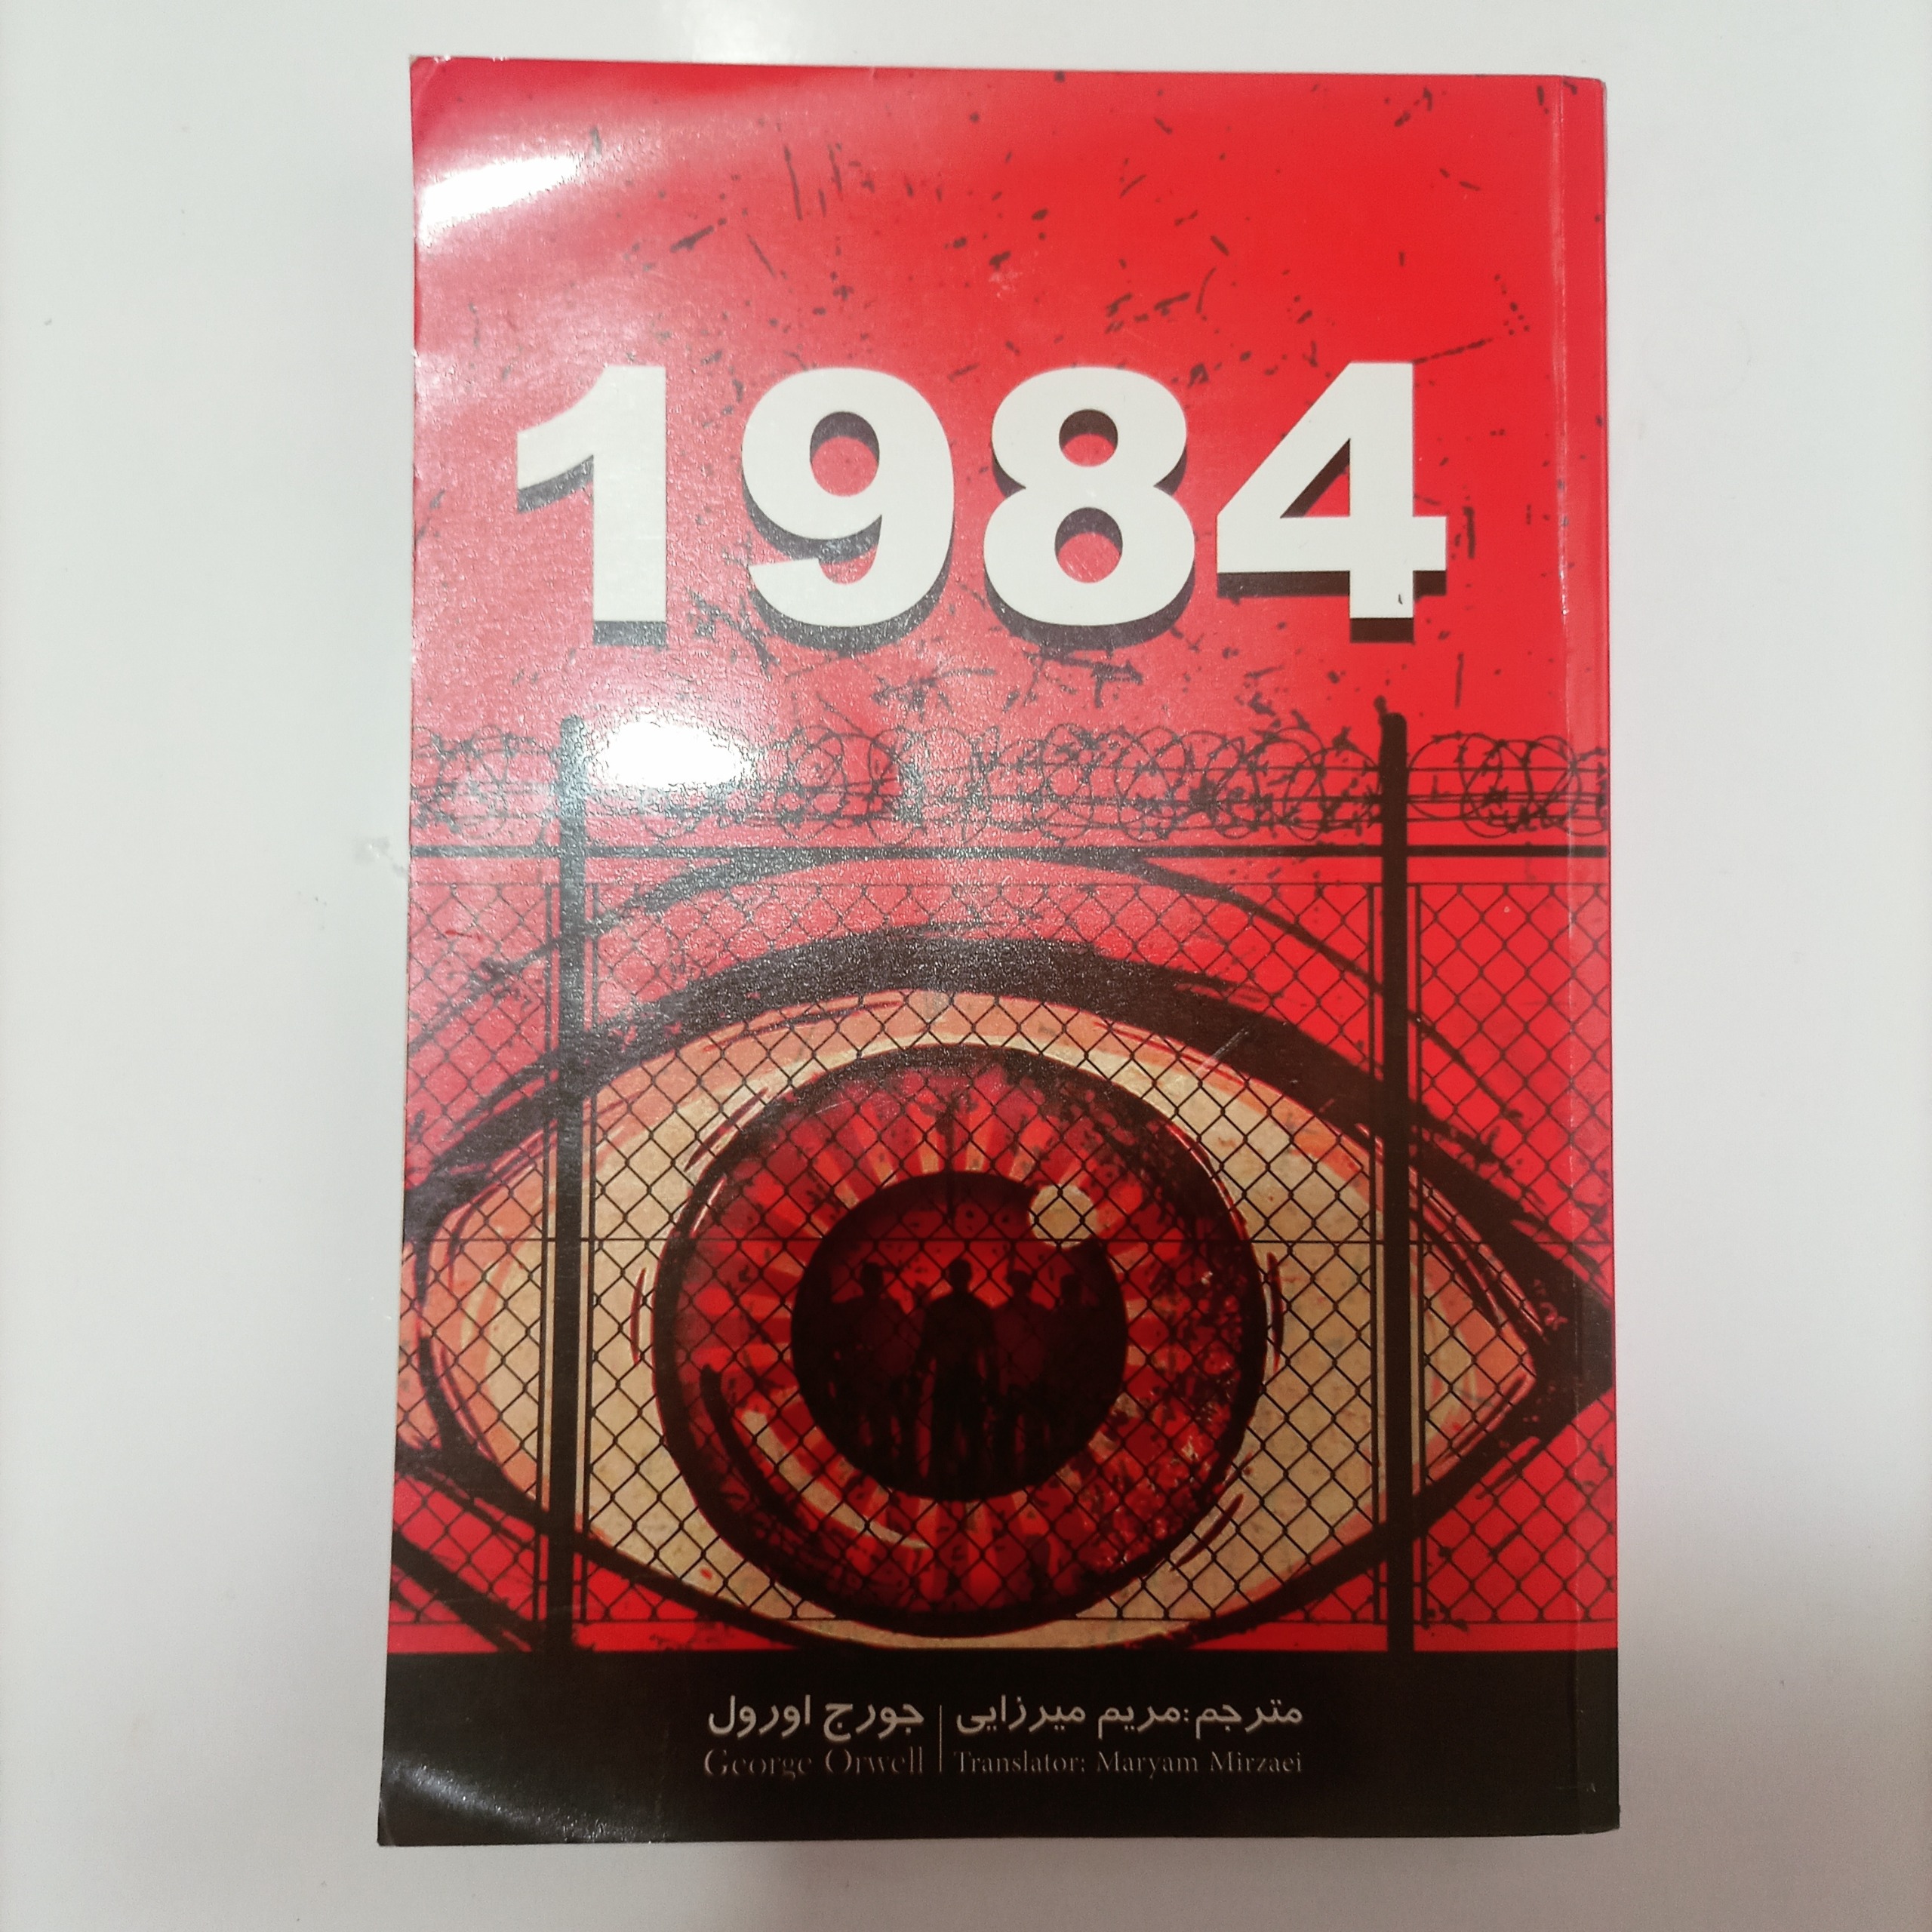 1984
مترجم:مریم میرزایی | جورج اورول
George Orwell | Translator: Maryam Mirzaei